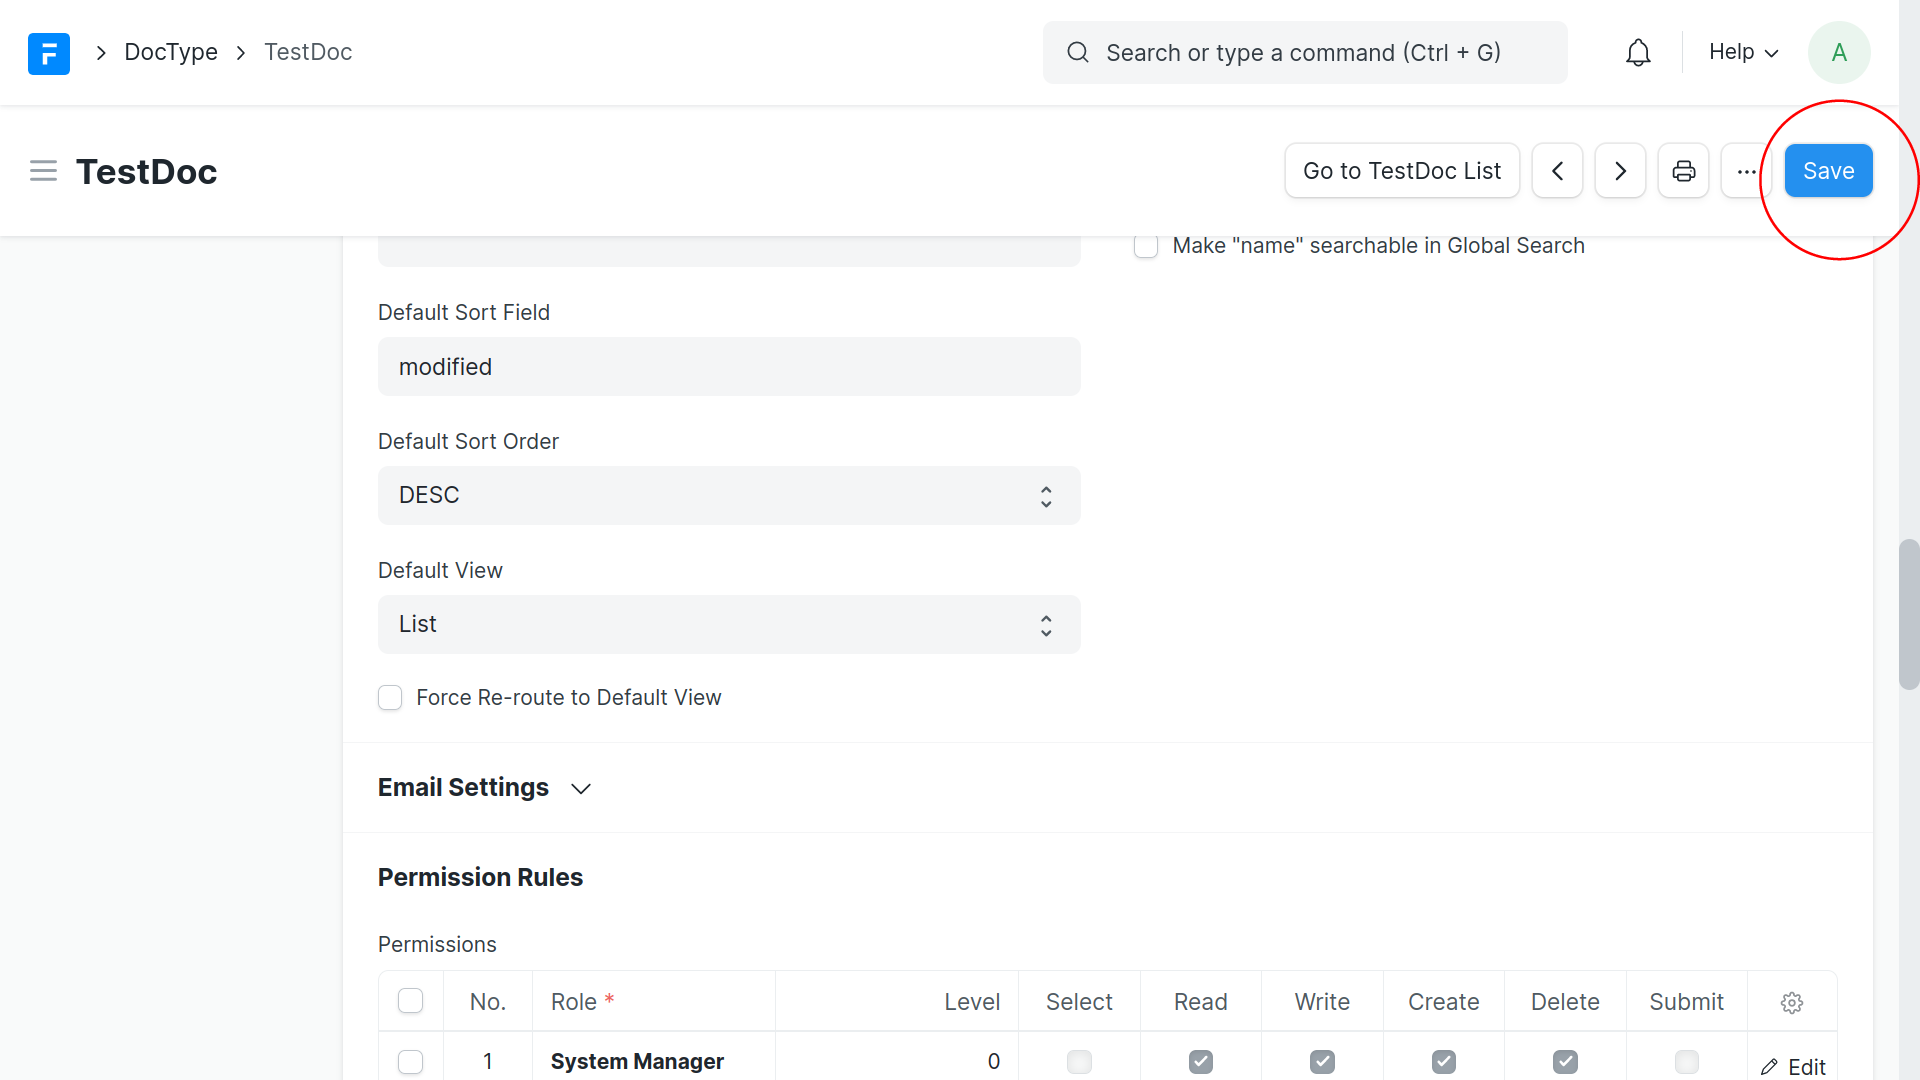 DocType
TestDoc
Search or type a command (Ctrl + G)
Help
A
TestDoc
Go to TestDoc List
Save
Make "name" searchable in Global Search
Default Sort Field
modified
Default Sort Order
DESC
Default View
List
Force Re-route to Default View
Email Settings
Permission Rules
Permissions
No. Role * Level Select Read Write Create Delete Submit
1 System Manager 0 Edit